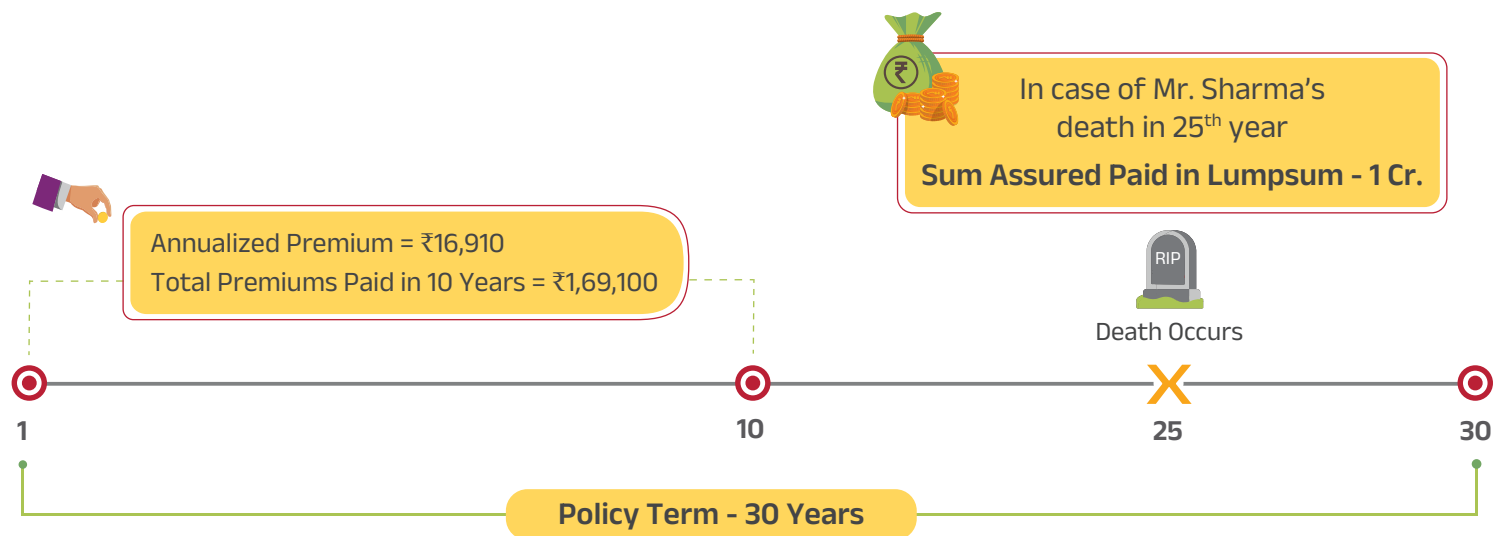 ₹
In case of Mr. Sharma’s
death in 25th year
Sum Assured Paid in Lumpsum - 1 Cr.
Annualized Premium = ₹16,910
Total Premiums Paid in 10 Years = ₹1,69,100
RIP
Death Occurs
1
10
25
30
Policy Term - 30 Years